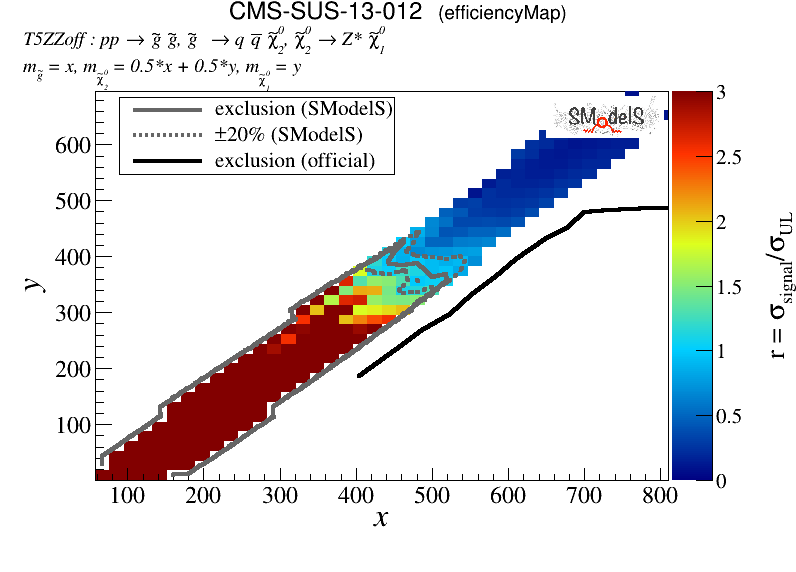 CMS-SUS-13-012 (efficiencyMap)
T5ZZoff : pp → g̃ g̃, g̃ → q q̅ χ̃⁰₂, χ̃⁰₂ → Z* χ̃⁰₁
m_g̃ = x, m_χ̃⁰₂ = 0.5*x + 0.5*y, m_χ̃⁰₁ = y
exclusion (SModelS)
±20% (SModelS)
exclusion (official)
SModelS
600
500
400
300
200
100
y
100 200 300 400 500 600 700 800
x
3
2.5
2
1.5
1
0.5
0
r = σ_signal/σ_UL